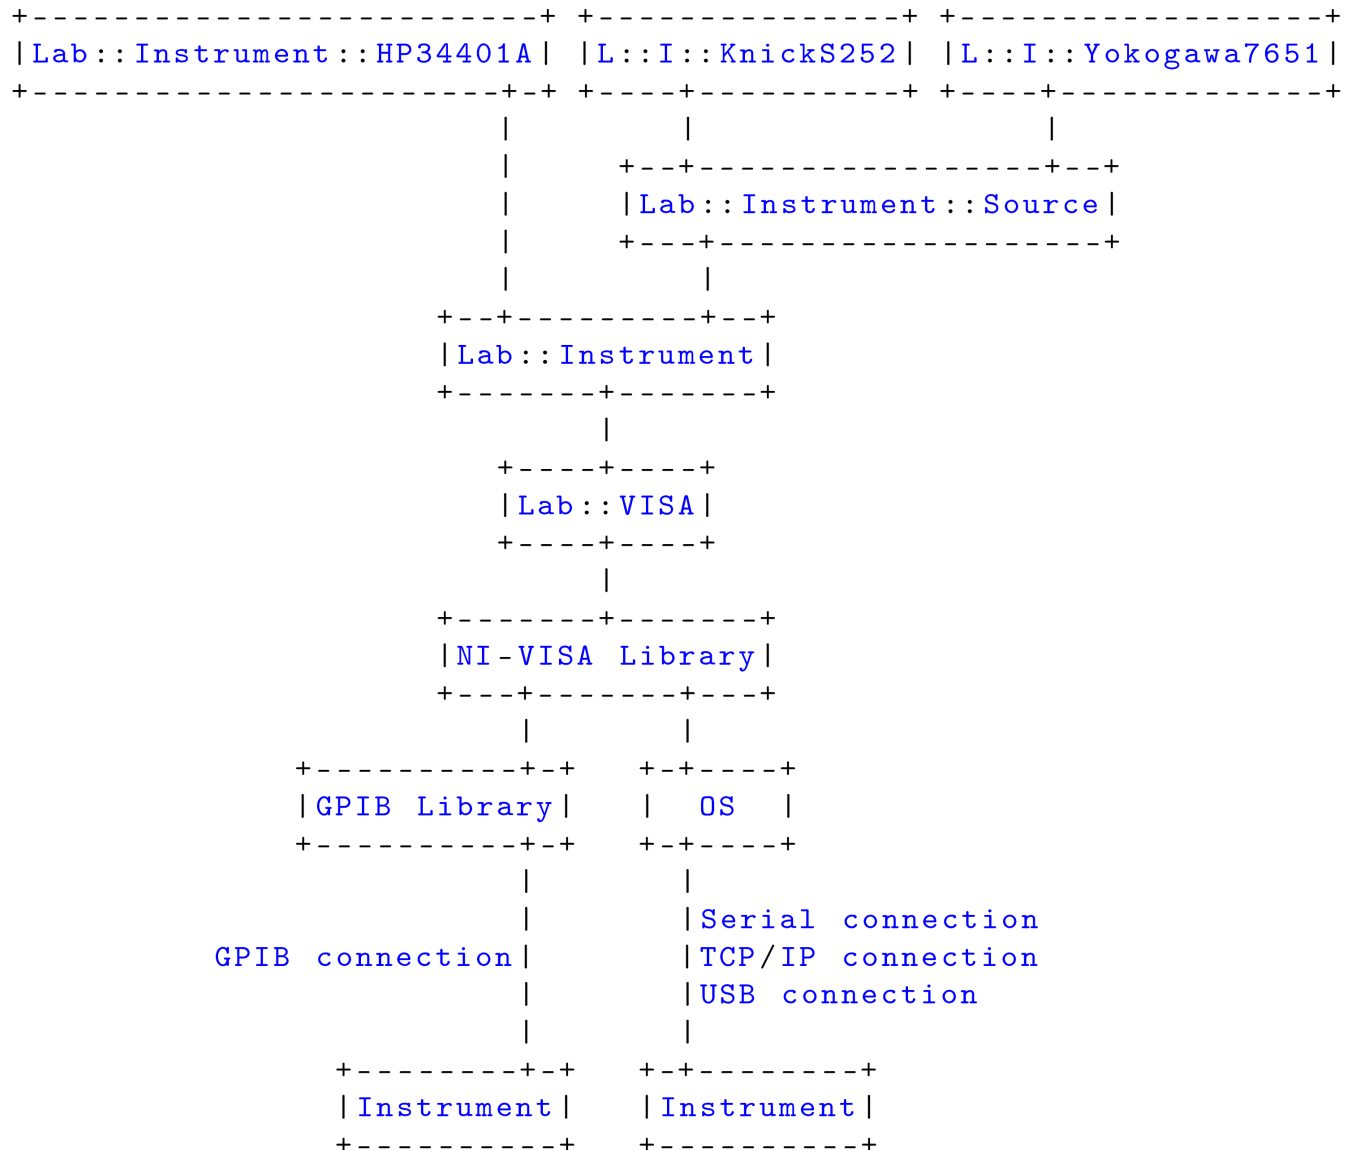 +-------------------------+ +---------------+ +------------------+
|Lab::Instrument::HP34401A| |L::I::KnickS252| |L::I::Yokogawa7651|
+-----------------------+-+ +----+----------+ +----+-------------+
                        |        |                 |
                        |     +--+-----------------+--+
                        |     |Lab::Instrument::Source|
                        |     +---+-------------------+
                        |         |
                     +--+---------+--+
                     |Lab::Instrument|
                     +-------+-------+
                             |
                        +----+----+
                        |Lab::VISA|
                        +----+----+
                             |
                     +-------+-------+
                     |NI-VISA Library|
                     +---+-------+---+
                         |       |
              +----------+-+   +-+----+
              |GPIB Library|   |  OS  |
              +----------+-+   +-+----+
                         |       |
                         |       |Serial connection
          GPIB connection|       |TCP/IP connection
                         |       |USB connection
                         |       |
                +--------+-+   +-+--------+
                |Instrument|   |Instrument|
                +----------+   +----------+